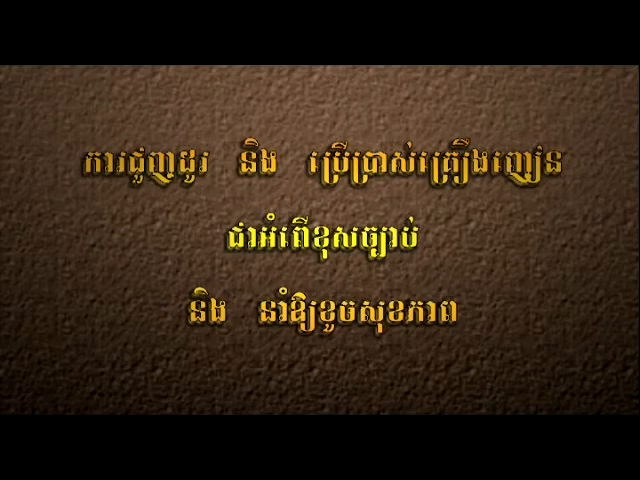 ការជួញដូរ និង ប្រើប្រាស់គ្រឿងញៀន
ជាអំពើខុសច្បាប់
និង នាំឱ្យខូចសុខភាព